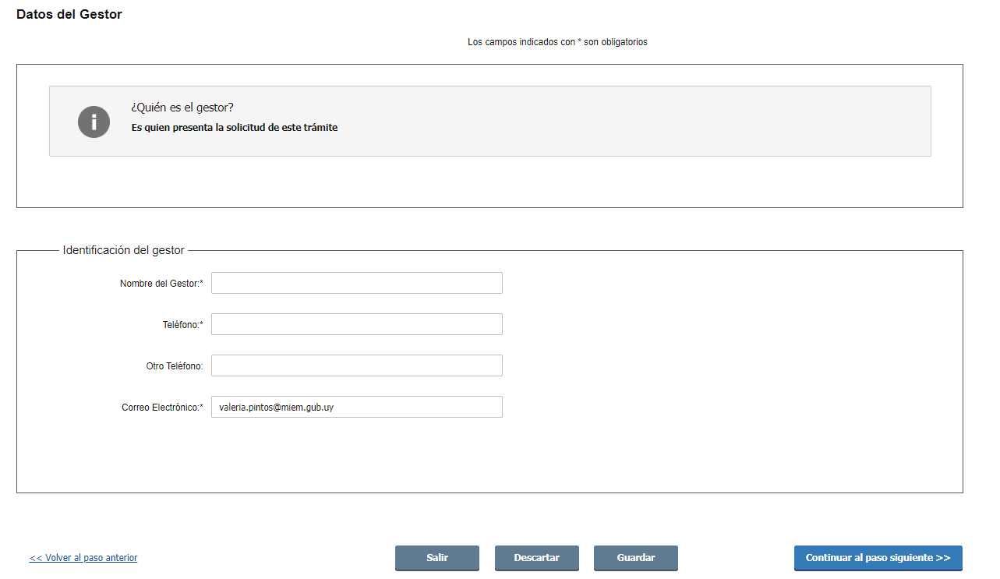 Datos del Gestor
Los campos indicados con * son obligatorios
¿Quién es el gestor?
Es quien presenta la solicitud de este trámite
Identificación del gestor
Nombre del Gestor:*
Teléfono:*
Otro Teléfono:
Correo Electrónico:* valeria.pintos@miem.gub.uy
<< Volver al paso anterior Salir Descartar Guardar Continuar al paso siguiente >>